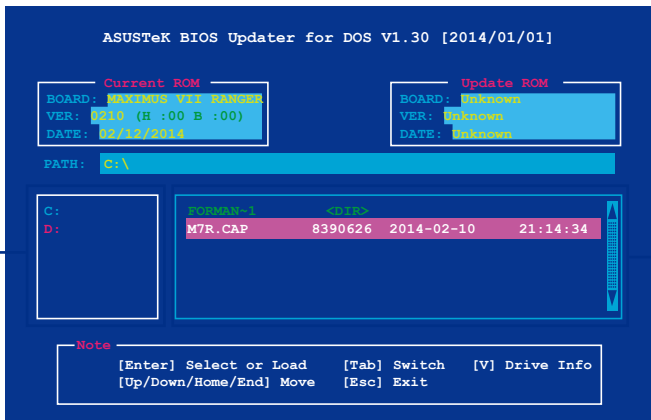 ASUSTeK BIOS Updater for DOS V1.30 [2014/01/01]
Current ROM
BOARD: MAXIMUS VII RANGER
VER: 0210 (H :00 B :00)
DATE: 02/12/2014
Update ROM
BOARD: Unknown
VER: Unknown
DATE: Unknown
PATH: C:\
C:
D:
FORMAN~1 <DIR>
M7R.CAP 8390626 2014-02-10 21:14:34
Note
[Enter] Select or Load [Tab] Switch [V] Drive Info
[Up/Down/Home/End] Move [Esc] Exit